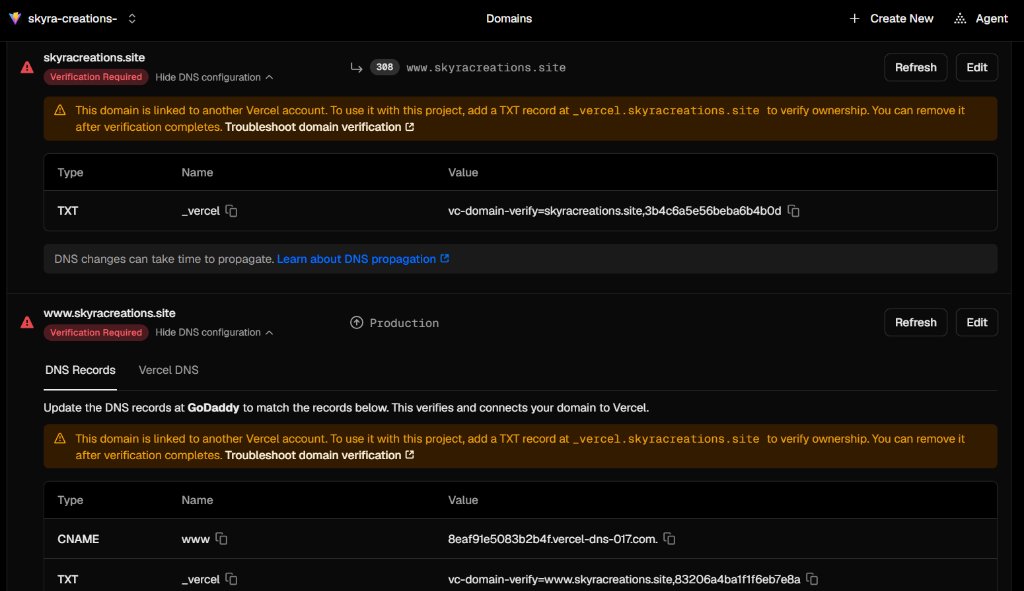 skyra-creations-
Domains
Create New
Agent
skyracreations.site
308 www.skyracreations.site
Refresh
Edit
Verification Required
Hide DNS configuration
This domain is linked to another Vercel account. To use it with this project, add a TXT record at _vercel.skyracreations.site to verify ownership. You can remove it
after verification completes. Troubleshoot domain verification
Type Name Value
TXT _vercel vc-domain-verify=skyracreations.site,3b4c6a5e56beba6b4b0d
DNS changes can take time to propagate. Learn about DNS propagation
www.skyracreations.site
Production
Refresh
Edit
Verification Required
Hide DNS configuration
DNS Records Vercel DNS
Update the DNS records at GoDaddy to match the records below. This verifies and connects your domain to Vercel.
This domain is linked to another Vercel account. To use it with this project, add a TXT record at _vercel.skyracreations.site to verify ownership. You can remove it
after verification completes. Troubleshoot domain verification
Type Name Value
CNAME www 8eaf91e5083b2b4f.vercel-dns-017.com.
TXT _vercel vc-domain-verify=www.skyracreations.site,83206a4ba1f1f6eb7e8a